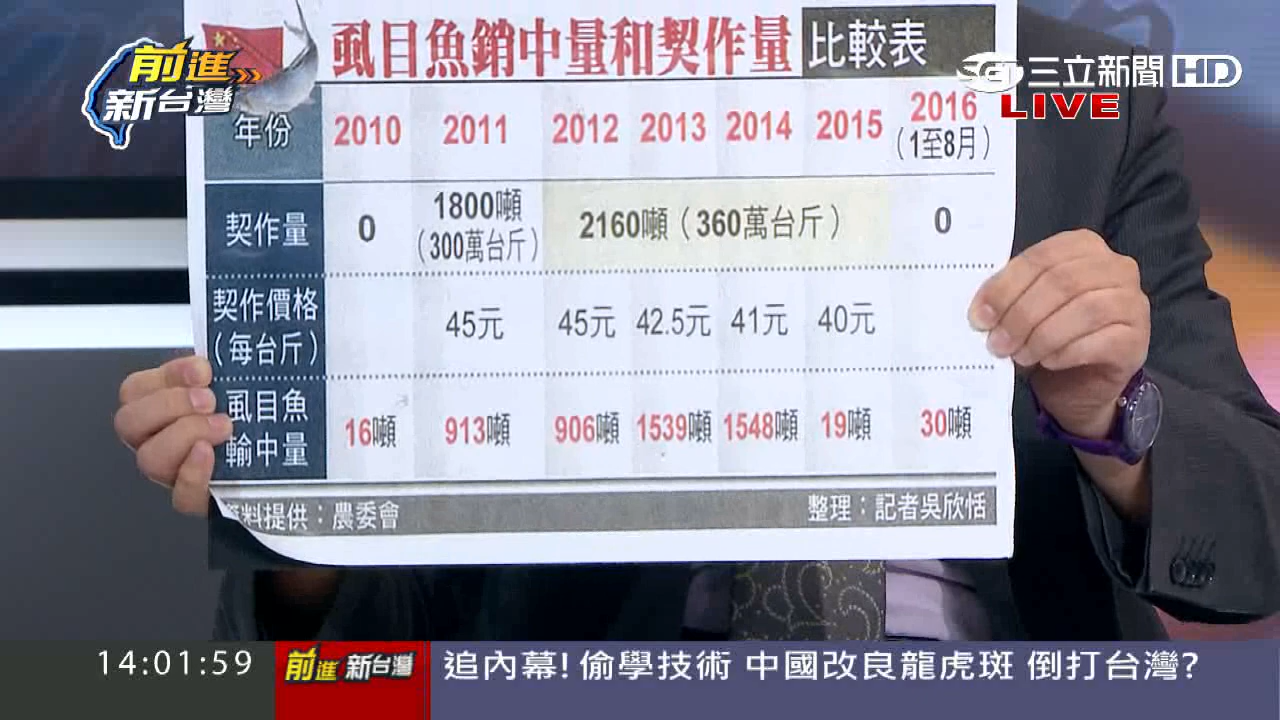 前進
新台灣
虱目魚銷中量和契作量 比較表
三立新聞HD
LIVE
年份 2010 2011 2012 2013 2014 2015 2016
(1至8月)
契作量 0 1800噸
(300萬台斤) 2160噸(360萬台斤) 0
契作價格
(每台斤) 45元 45元 42.5元 41元 40元
虱目魚
輸中量 16噸 913噸 906噸 1539噸 1548噸 19噸 30噸
料提供:農委會 整理:記者吳欣恬
14:01:59 前進新台灣 追內幕!偷學技術 中國改良龍虎斑 倒打台灣?